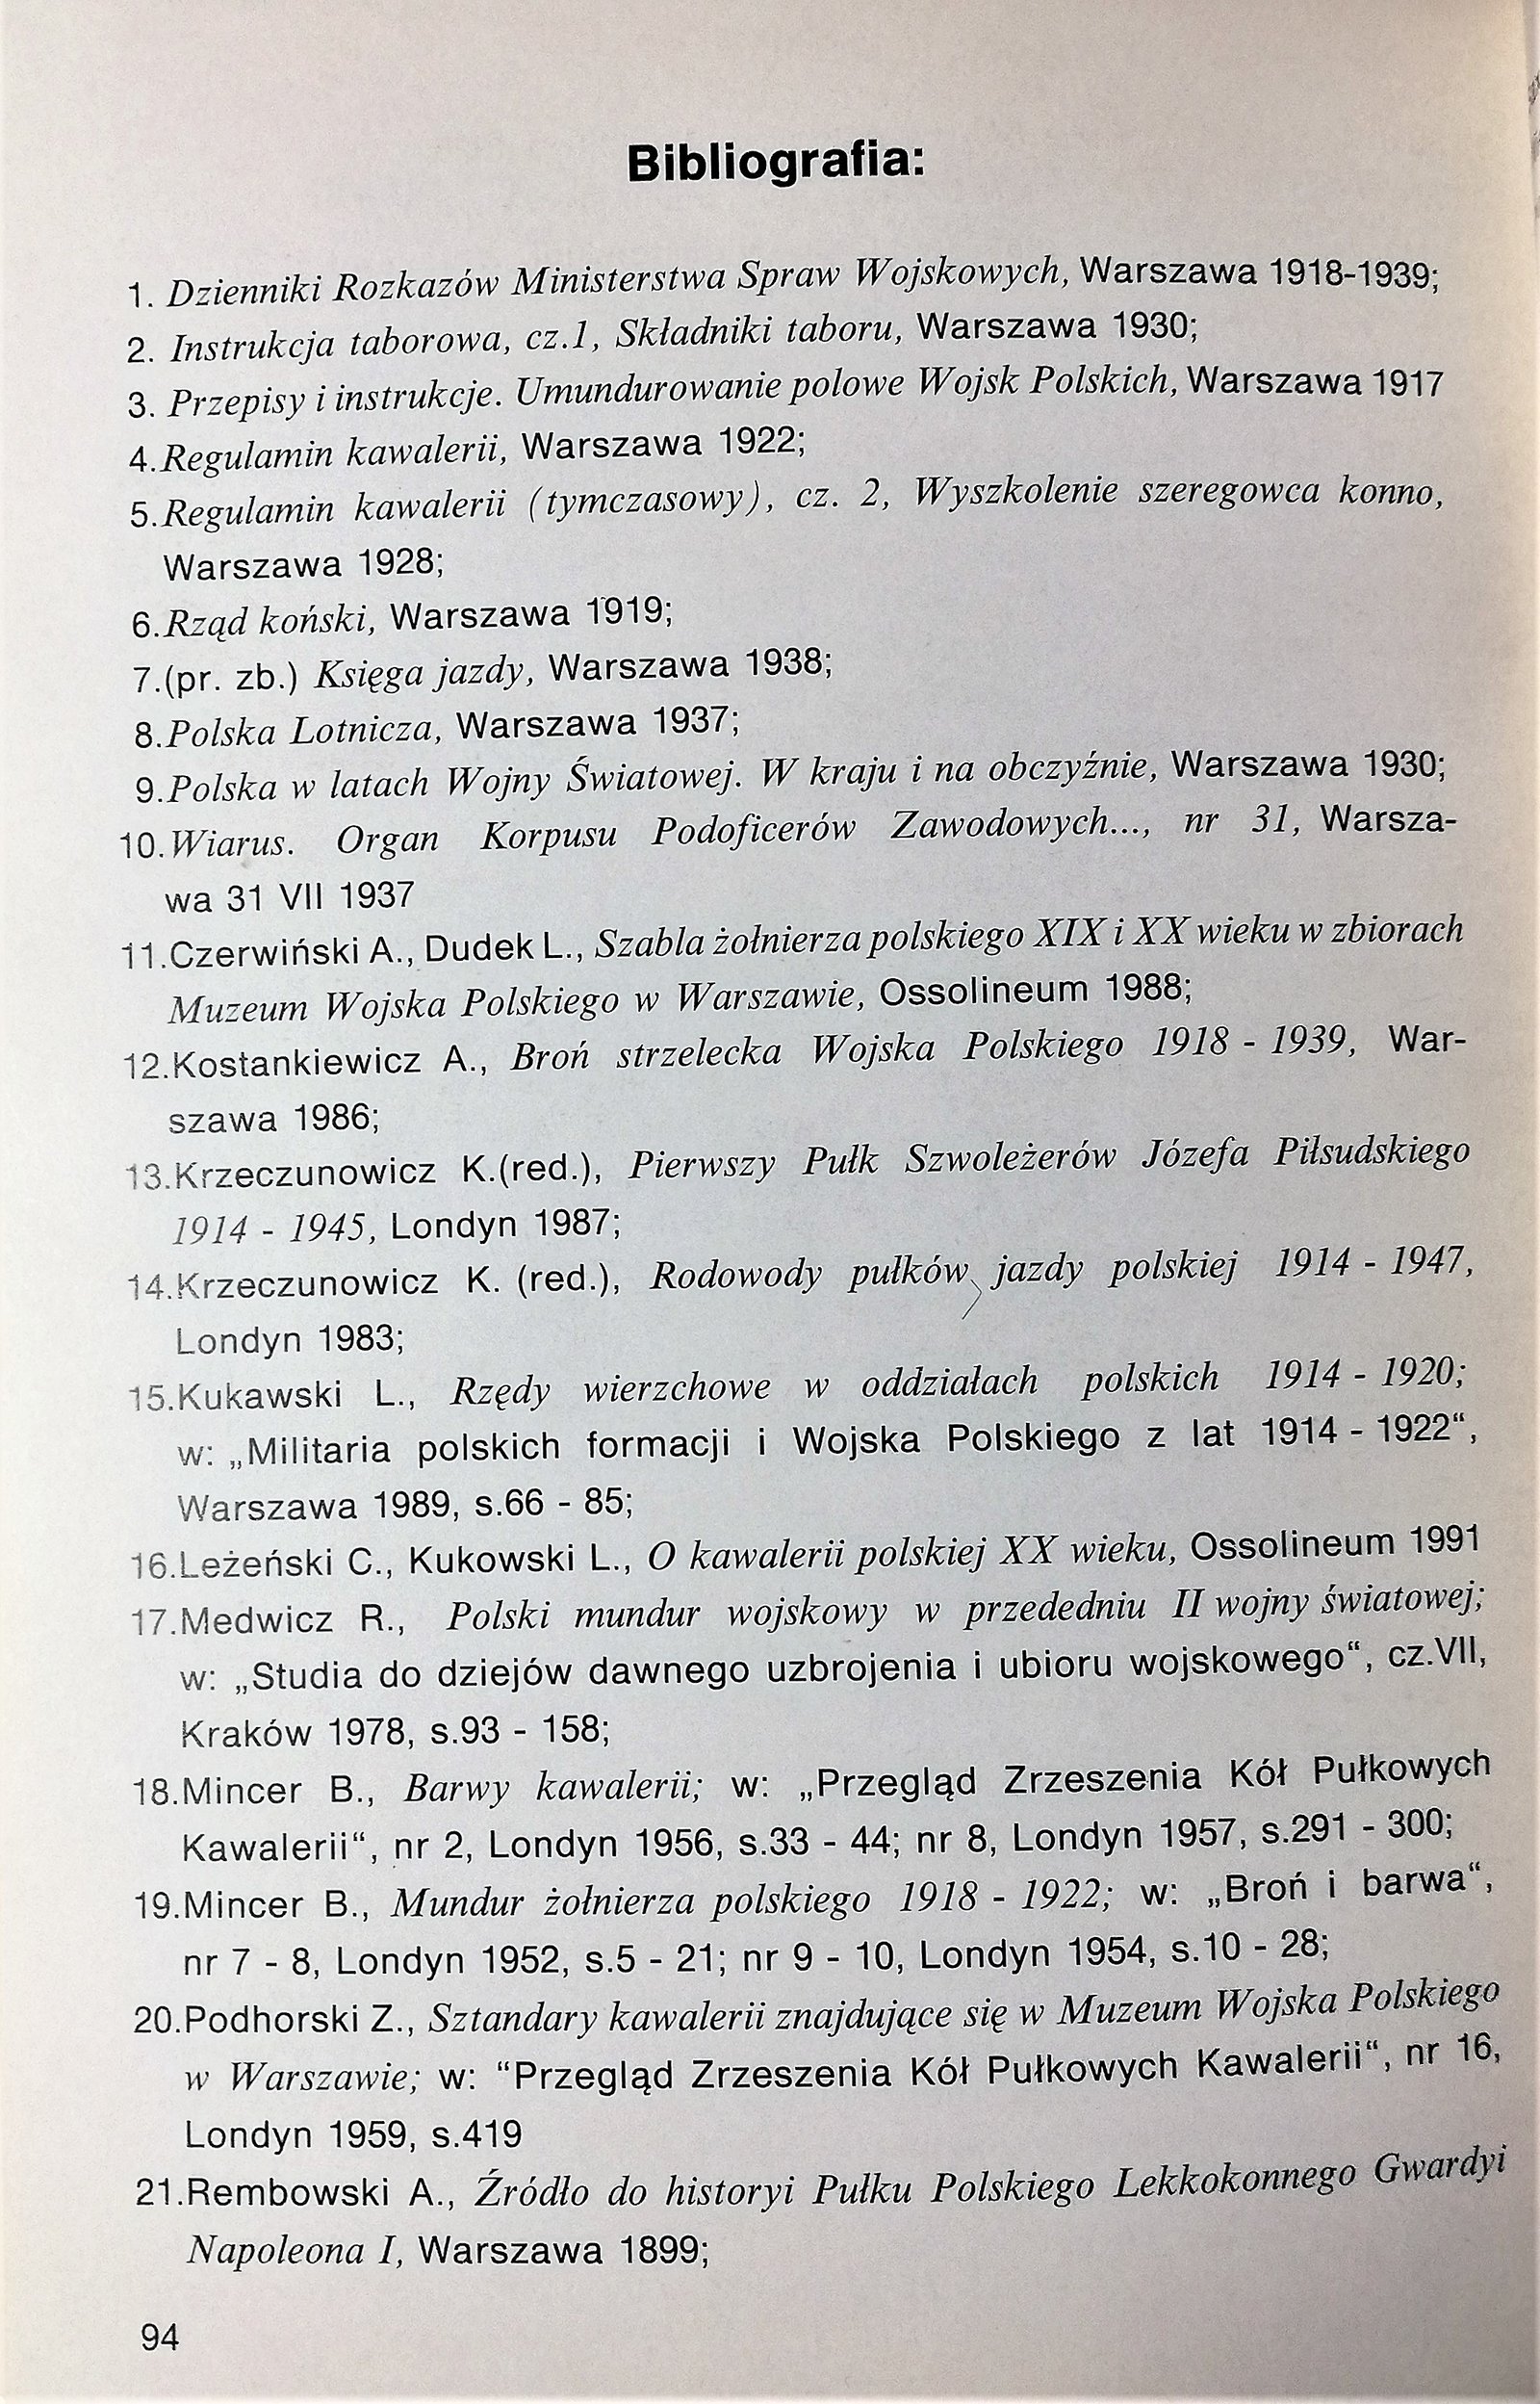 Bibliografia:
1. Dzienniki Rozkazów Ministerstwa Spraw Wojskowych, Warszawa 1918-1939;
2. Instrukcja taborowa, cz.1, Składniki taboru, Warszawa 1930;
3. Przepisy i instrukcje. Umundurowanie polowe Wojsk Polskich, Warszawa 1917
4.Regulamin kawalerii, Warszawa 1922;
5.Regulamin kawalerii (tymczasowy), cz. 2, Wyszkolenie szeregowca konno,
Warszawa 1928;
6.Rząd koński, Warszawa 1919;
7.(pr. zb.) Księga jazdy, Warszawa 1938;
8.Polska Lotnicza, Warszawa 1937;
9.Polska w latach Wojny Światowej. W kraju i na obczyźnie, Warszawa 1930;
10.Wiarus. Organ Korpusu Podoficerów Zawodowych..., nr 31, Warsza-
wa 31 VII 1937
11.Czerwiński A., Dudek L., Szabla żołnierza polskiego XIX i XX wieku w zbiorach
Muzeum Wojska Polskiego w Warszawie, Ossolineum 1988;
12.Kostankiewicz A., Broń strzelecka Wojska Polskiego 1918 - 1939, War-
szawa 1986;
13.Krzeczunowicz K.(red.), Pierwszy Pułk Szwoleżerów Józefa Piłsudskiego
1914 - 1945, Londyn 1987;
14.Krzeczunowicz K. (red.), Rodowody pułków jazdy polskiej 1914 - 1947,
Londyn 1983;
15.Kukawski L., Rzędy wierzchowe w oddziałach polskich 1914 - 1920;
w: „Militaria polskich formacji i Wojska Polskiego z lat 1914 - 1922“,
Warszawa 1989, s.66 - 85;
16.Leżeński C., Kukowski L., O kawalerii polskiej XX wieku, Ossolineum 1991
17.Medwicz R., Polski mundur wojskowy w przededniu II wojny światowej;
w: „Studia do dziejów dawnego uzbrojenia i ubioru wojskowego“, cz.VII,
Kraków 1978, s.93 - 158;
18.Mincer B., Barwy kawalerii; w: „Przegląd Zrzeszenia Kół Pułkowych
Kawalerii“, nr 2, Londyn 1956, s.33 - 44; nr 8, Londyn 1957, s.291 - 300;
19.Mincer B., Mundur żołnierza polskiego 1918 - 1922; w: „Broń i barwa“,
nr 7 - 8, Londyn 1952, s.5 - 21; nr 9 - 10, Londyn 1954, s.10 - 28;
20.Podhorski Z., Sztandary kawalerii znajdujące się w Muzeum Wojska Polskiego
w Warszawie; w: “Przegląd Zrzeszenia Kół Pułkowych Kawalerii“, nr 16,
Londyn 1959, s.419
21.Rembowski A., Źródło do historyi Pułku Polskiego Lekkokonnego Gwardyi
Napoleona I, Warszawa 1899;
94